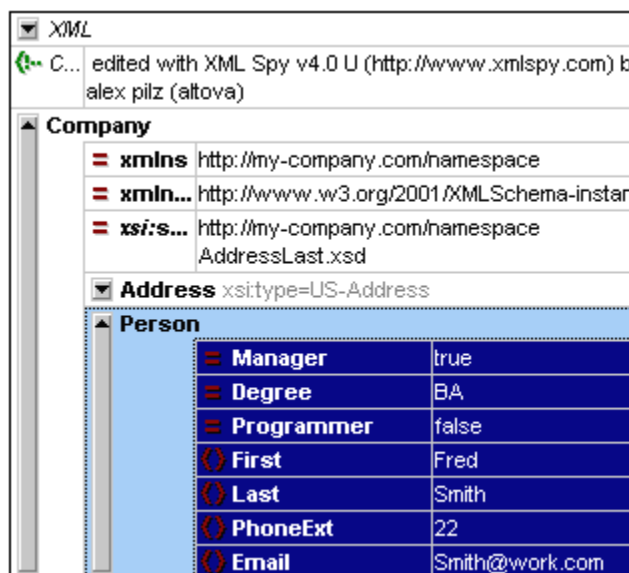 XML
C... edited with XML Spy v4.0 U (http://www.xmlspy.com) b
alex pilz (altova)
Company
= xmlns http://my-company.com/namespace
= xmln... http://www.w3.org/2001/XMLSchema-instan
= xsi:s... http://my-company.com/namespace
AddressLast.xsd
Address xsi:type=US-Address
Person
= Manager true
= Degree BA
= Programmer false
() First Fred
() Last Smith
() PhoneExt 22
() Email Smith@work.com